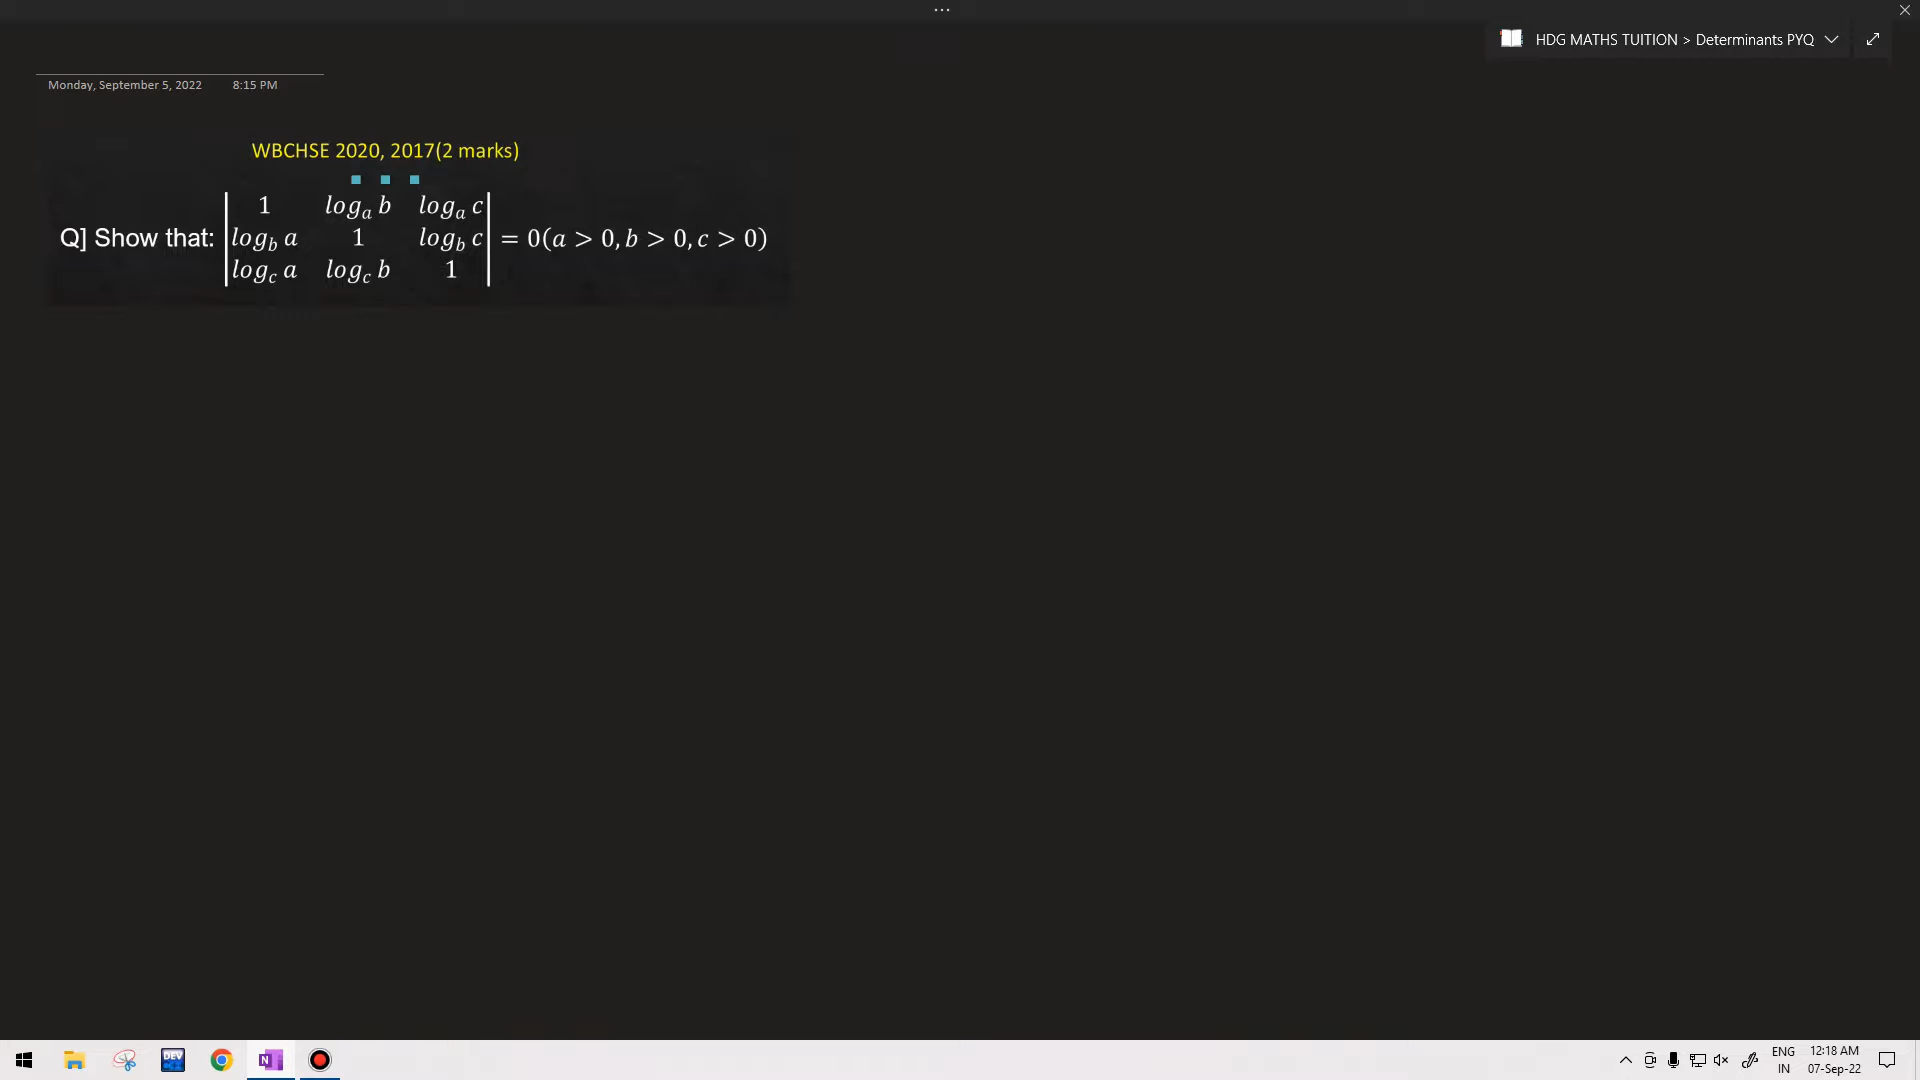 HDG MATHS TUITION > Determinants PYQ
Monday, September 5, 2022 8:15 PM
WBCHSE 2020, 2017(2 marks)
1 log_a b log_a c
Q] Show that: log_b a 1 log_b c = 0(a > 0, b > 0, c > 0)
log_c a log_c b 1
DEV
N
ENG 12:18 AM
IN 07-Sep-22